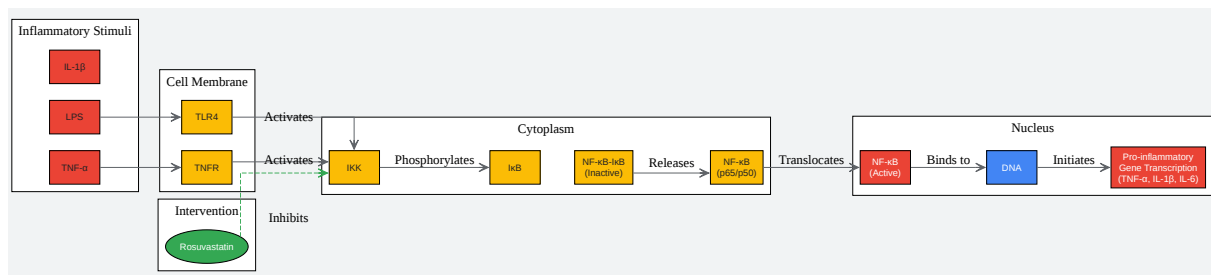 Inflammatory Stimuli
IL-1β
LPS
TNF-α
Cell Membrane
TLR4
TNFR
Activates
Activates
Intervention
Rosuvastatin
Inhibits
Cytoplasm
IKK
Phosphorylates
IκB
NF-κB-IκB
(Inactive)
Releases
NF-κB
(p65/p50)
Translocates
Nucleus
NF-κB
(Active)
Binds to
DNA
Initiates
Pro-inflammatory
Gene Transcription
(TNF-α, IL-1β, IL-6)